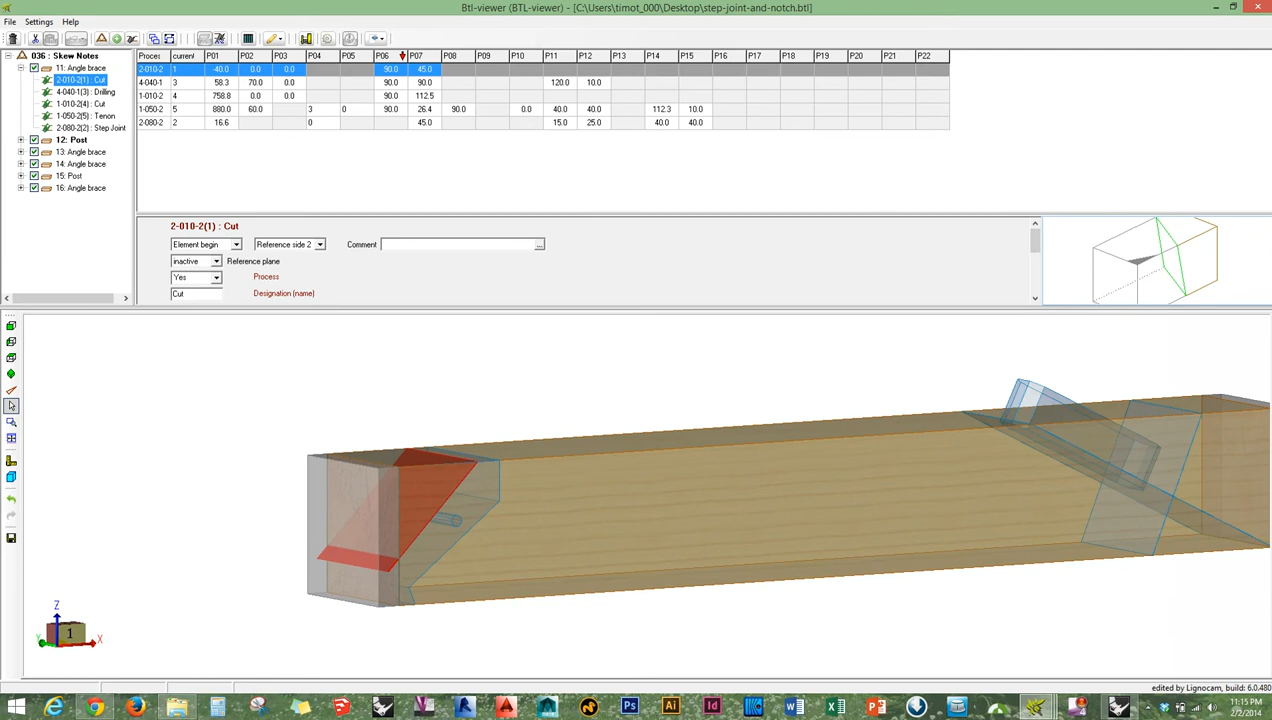 Btl-viewer (BTL-viewer) - [C:\Users\timot_000\Desktop\step-joint-and-notch.btl]
File Settings Help
036 : Skew Notes
11: Angle brace
2-010-2(1) : Cut
4-040-1(3) : Drilling
1-010-2(4) : Cut
1-050-2(5) : Tenon
2-080-2(2) : Step Joint
12: Post
13: Angle brace
14: Angle brace
15: Post
16: Angle brace
Proces current P01 P02 P03 P04 P05 P06 P07 P08 P09 P10 P11 P12 P13 P14 P15 P16 P17 P18 P19 P20 P21 P22
2-010-2 1 -40.0 0.0 0.0 90.0 45.0
4-040-1 3 58.3 70.0 0.0 90.0 90.0 120.0 10.0
1-010-2 4 758.8 0.0 0.0 90.0 112.5
1-050-2 5 880.0 60.0 3 0 90.0 26.4 90.0 0.0 40.0 40.0 112.3 10.0
2-080-2 2 16.6 0 45.0 15.0 25.0 40.0 40.0
2-010-2(1) : Cut
Element begin Reference side 2 Comment ...
inactive Reference plane
Yes Process
Cut Designation (name)
Z
Y 1 X
edited by Lignocam, build: 6.0.480
Ps Ai Id
11:15 PM
2/2/2014